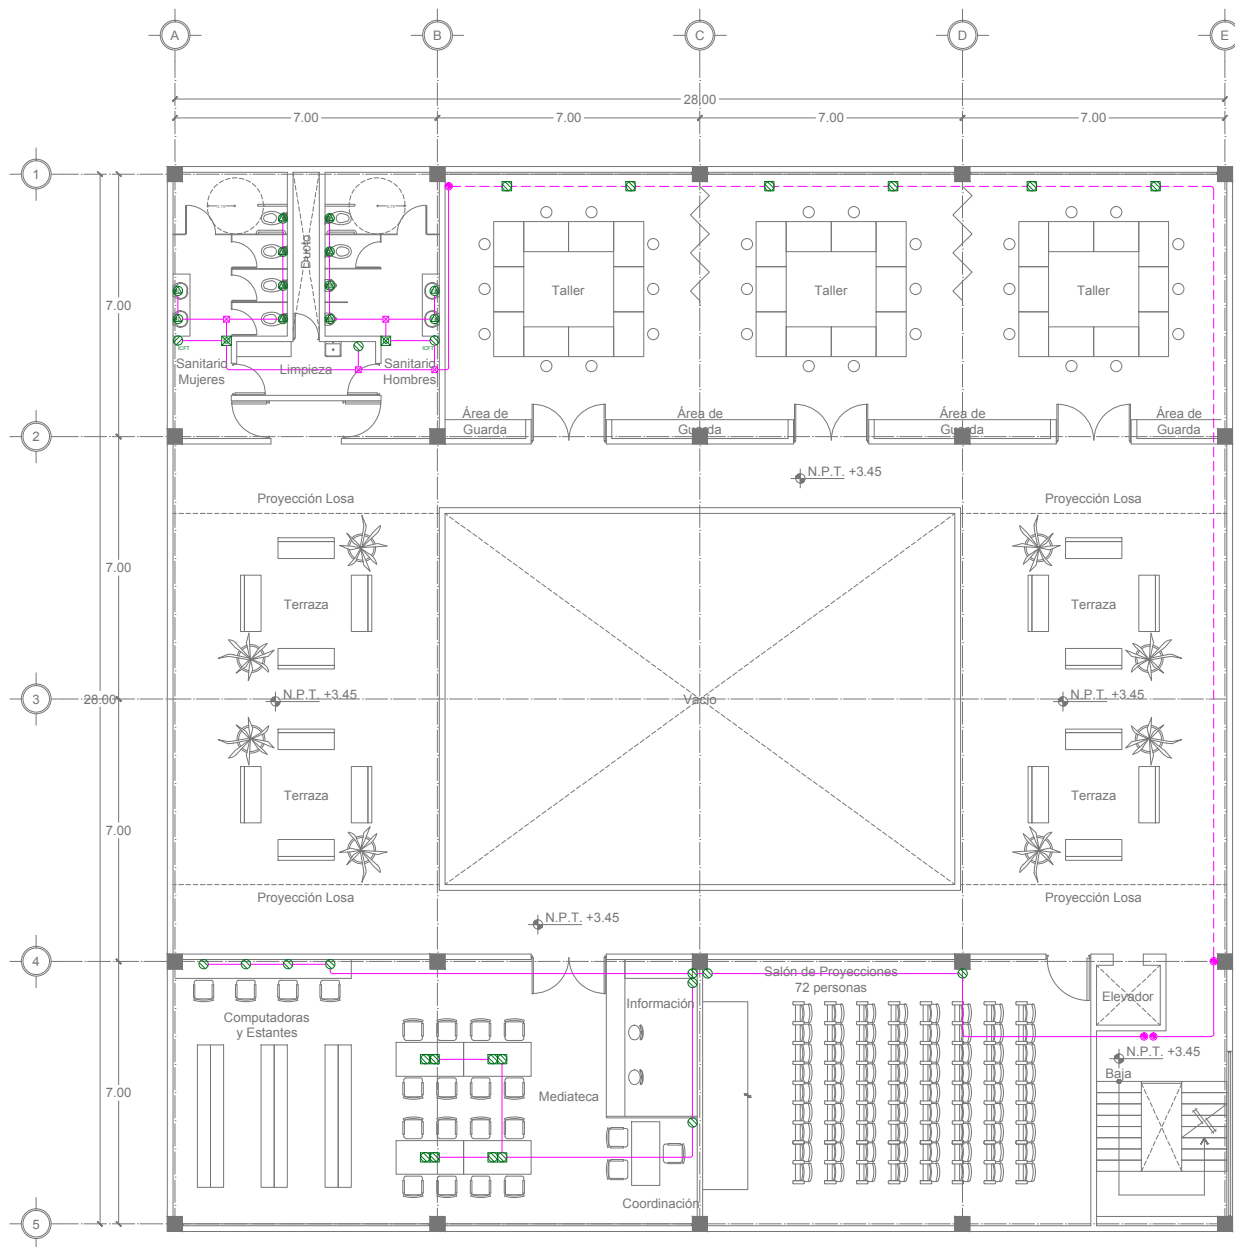 A
B
C
D
E
28.00
7.00
7.00
7.00
7.00
1
Ducto
Taller
Taller
Taller
7.00
Sanitario
Mujeres
Limpieza
Sanitario
Hombres
Área de
Guarda
Área de
Guarda
Área de
Guarda
Área de
Guarda
2
N.P.T. +3.45
Proyección Losa
Proyección Losa
7.00
Terraza
Terraza
3
28.00
N.P.T. +3.45
Vacío
N.P.T. +3.45
Terraza
Terraza
7.00
Proyección Losa
Proyección Losa
N.P.T. +3.45
4
Salón de Proyecciones
72 personas
Información
Elevador
Computadoras
y Estantes
N.P.T. +3.45
Baja
7.00
Mediateca
Coordinación
5